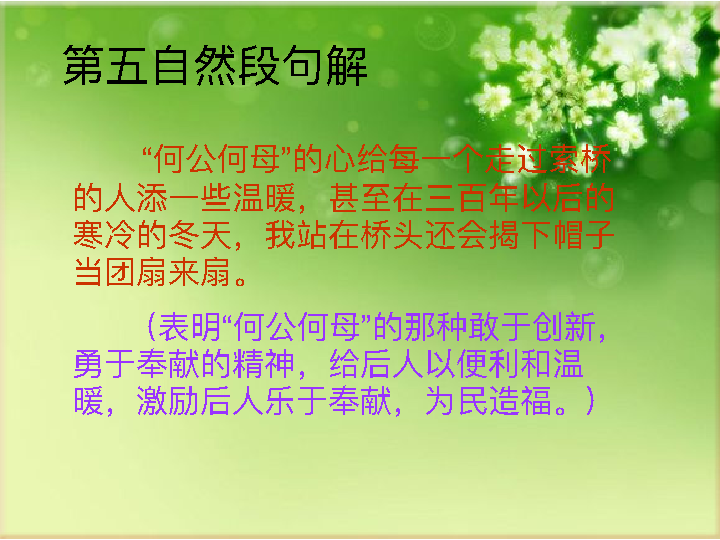 第五自然段句解
“何公何母”的心给每一个走过索桥
的人添一些温暖，甚至在三百年以后的
寒冷的冬天，我站在桥头还会揭下帽子
当团扇来扇。
（表明“何公何母”的那种敢于创新，
勇于奉献的精神，给后人以便利和温
暖，激励后人乐于奉献，为民造福。）